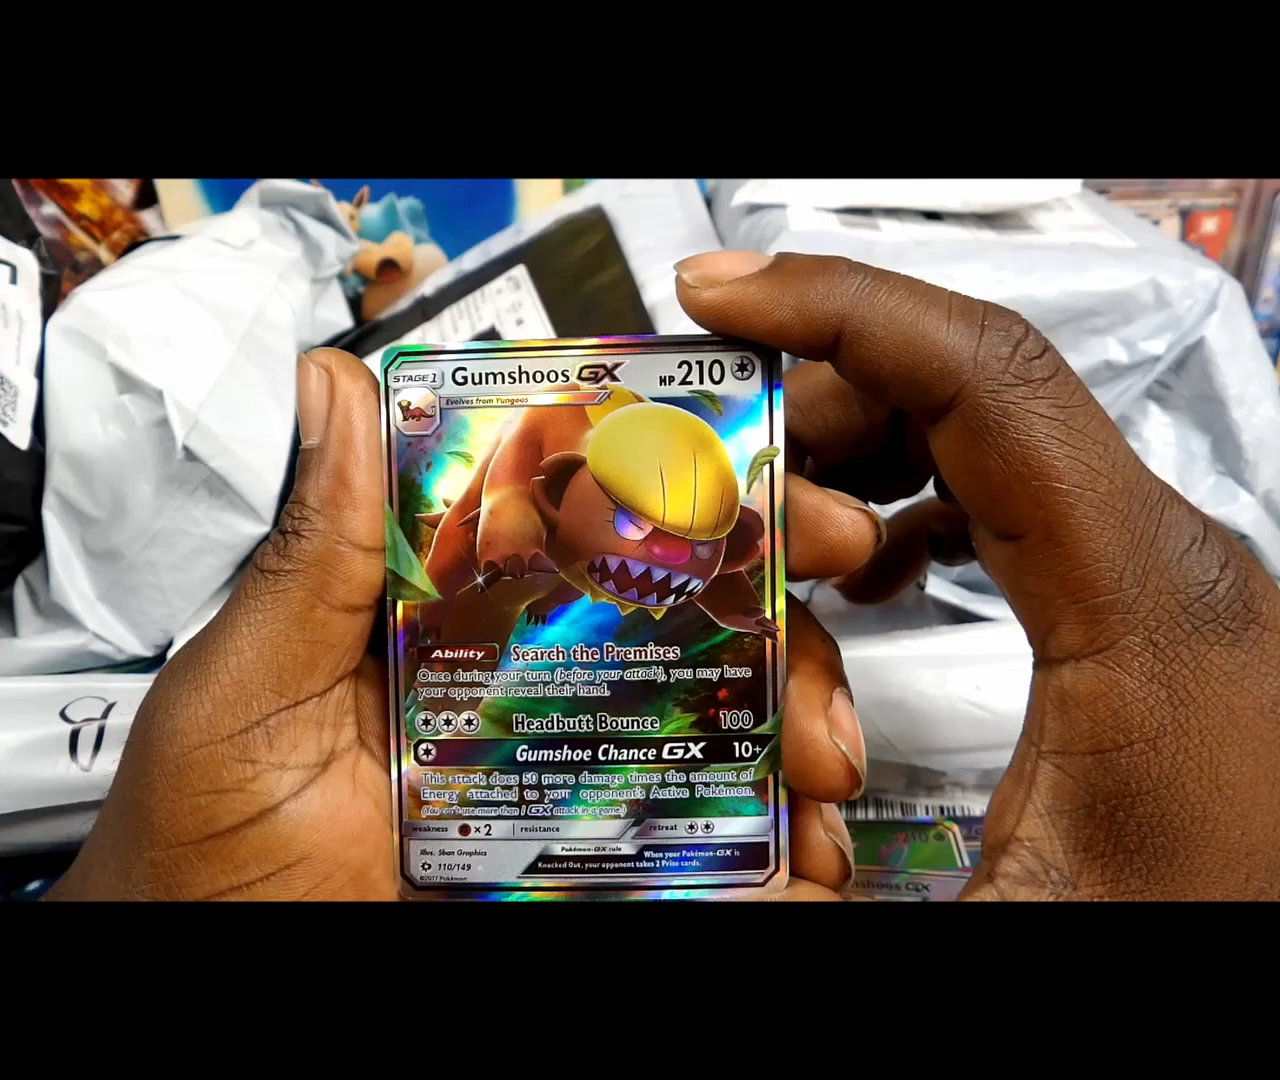 STAGE 1 Gumshoos GX HP 210
Evolves from Yungoos
Ability Search the Premises
Once during your turn (before your attack), you may have
your opponent reveal their hand.
Headbutt Bounce 100
Gumshoe Chance GX 10+
This attack does 50 more damage times the amount of
Energy attached to your opponent's Active Pokémon.
(You can't use more than 1 GX attack in a game.)
weakness ×2 resistance retreat
Illus. 5ban Graphics
110/149
©2017 Pokémon
Pokémon-GX rule When your Pokémon-GX is
Knocked Out, your opponent takes 2 Prize cards.
210
shoos GX